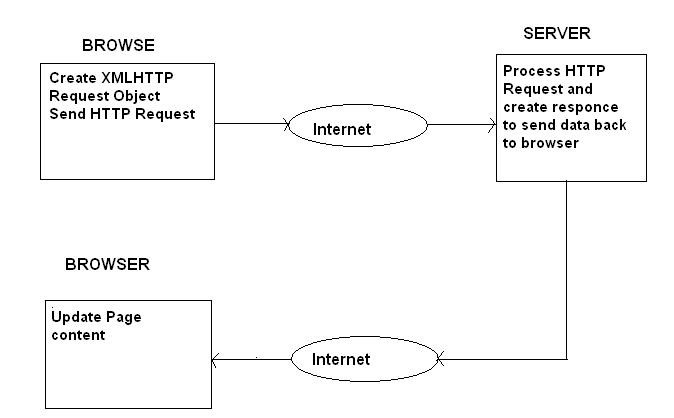 BROWSE
Create XMLHTTP
Request Object
Send HTTP Request
Internet
SERVER
Process HTTP
Request and
create responce
to send data back
to browser
BROWSER
Update Page
content
Internet